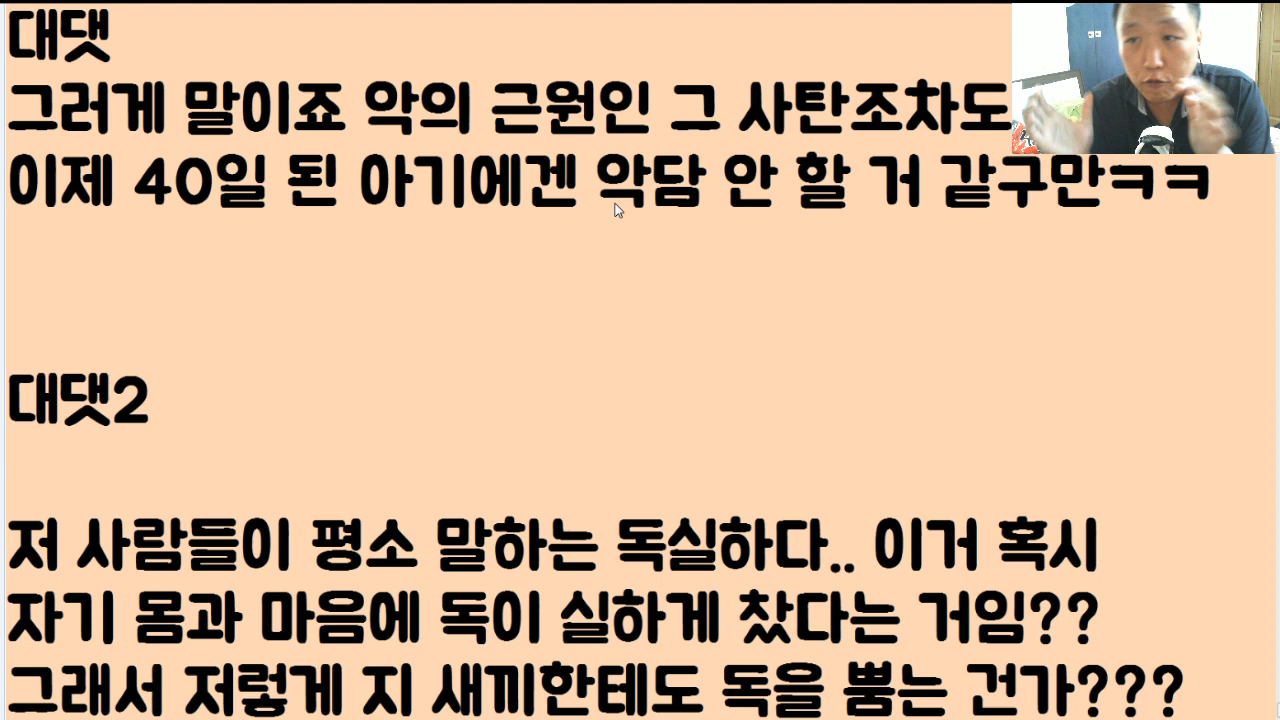 대댓
그러게 말이죠 악의 근원인 그 사탄조차도
이제 40일 된 아기에겐 악담 안 할 거 같구만ㅋㅋ
대댓2
저 사람들이 평소 말하는 독실하다.. 이거 혹시
자기 몸과 마음에 독이 실하게 찼다는 거임??
그래서 저렇게 지 새끼한테도 독을 뿜는 건가???